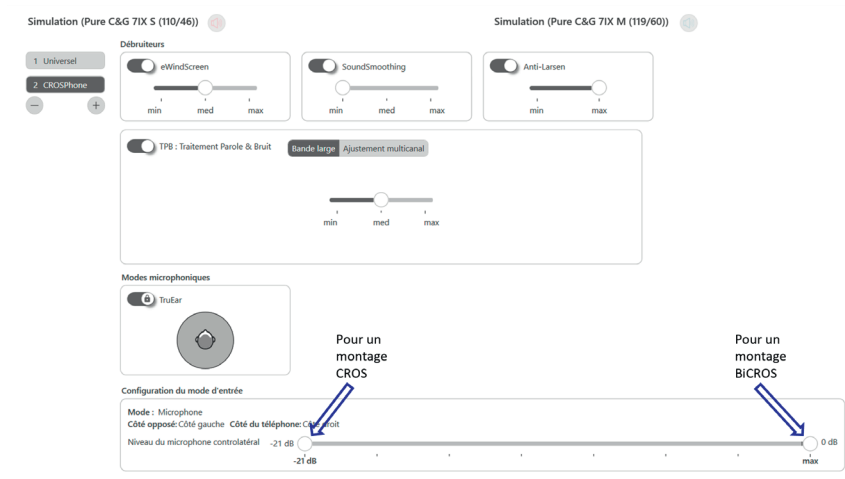 Simulation (Pure C&G 7IX S (110/46))
Simulation (Pure C&G 7IX M (119/60))
Débruiteurs
1 Universel
2 CROSPhone
− +
eWindScreen
min med max
SoundSmoothing
min med max
Anti-Larsen
min max
TPB : Traitement Parole & Bruit
Bande large Ajustement multicanal
min med max
Modes microphoniques
TruEar
Pour un
montage
CROS
Pour un
montage
BiCROS
Configuration du mode d'entrée
Mode : Microphone
Côté opposé: Côté gauche Côté du téléphone: Côté droit
Niveau du microphone controlatéral -21 dB 0 dB
-21 dB max